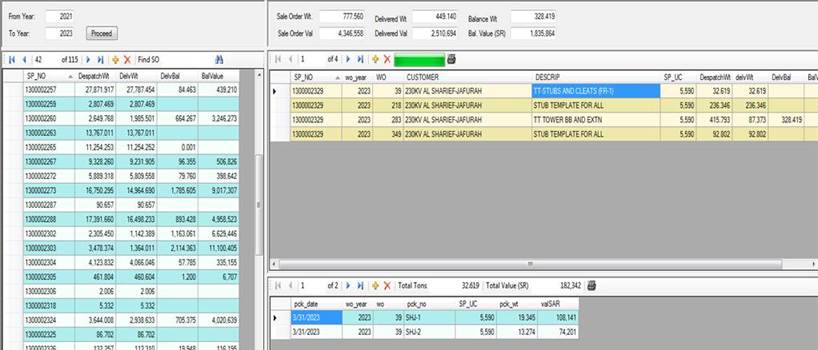 From Year: 2021
To Year: 2023 Proceed
Sale Order Wt 777.560 Delivered Wt 449.140 Balance Wt 328.419
Sale Order Val 4,346,558 Delivered Val 2,510,694 Bal. Value (SR) 1,835,864
42 of 115 Find SO
SP_NO DespatchWt DelvWt DelvBal BalValue
1300002257 27,871.917 27,787.454 84.463 439,210
1300002259 2,807.469 2,807.469
1300002260 2,649.768 1,985.501 664.267 3,246,273
1300002263 13,767.011 13,767.011
1300002265 11,254.253 11,254.252 0.001
1300002267 9,328.260 9,231.905 96.355 506,826
1300002272 5,889.318 5,809.558 79.760 398,642
1300002273 16,750.295 14,964.690 1,785.605 9,017,307
1300002287 90.657 90.657
1300002288 17,391.660 16,498.233 893.428 4,958,523
1300002302 2,305.450 1,142.389 1,163.061 6,629,446
1300002303 3,478.374 1,364.011 2,114.363 11,100,405
1300002304 4,123.832 4,066.046 57.785 335,155
1300002305 461.804 460.604 1.200 6,707
1300002306 2.006 2.006
1300002318 5.332 5.332
1300002324 3,644.008 2,938.633 705.375 4,020,639
1300002325 86.702 86.702
1300002326
1 of 4
SP_NO wo_year WO CUSTOMER DESCRIP SP_UC DespatchWt delvWt DelvBal
1300002329 2023 39 230KV AL SHARIEF-JAFURAH TT-STUBS AND CLEATS (FR-1) 5,590 32.619 32.619
1300002329 2023 218 230KV AL SHARIEF-JAFURAH STUB TEMPLATE FOR ALL 5,590 236.346 236.346
1300002329 2023 283 230KV AL SHARIEF-JAFURAH TT TOWER BB AND EXTN 5,590 415.793 87.373 328.419
1300002329 2023 349 230KV AL SHARIEF-JAFURAH STUB TEMPLATE FOR ALL 5,590 92.802 92.802
1 of 2 Total Tons 32.619 Total Value (SR) 182,342
pck_date wo_year wo pck_no SP_UC pck_wt valSAR
3/31/2023 2023 39 SHJ-1 5,590 19.345 108,141
3/31/2023 2023 39 SHJ-2 5,590 13.274 74,201